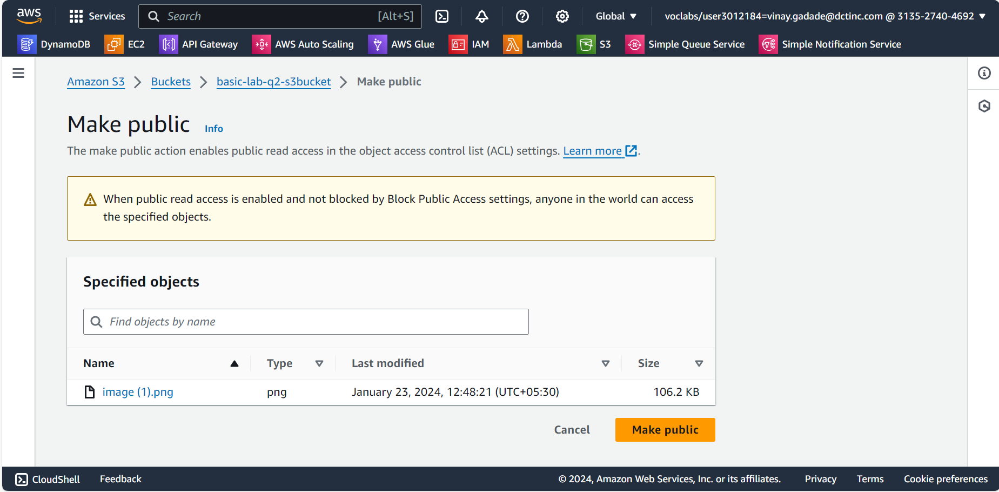 aws Services Search [Alt+S] Global voclabs/user3012184=vinay.gadade@dctinc.com @ 3135-2740-4692
DynamoDB EC2 API Gateway AWS Auto Scaling AWS Glue IAM Lambda S3 Simple Queue Service Simple Notification Service
Amazon S3 Buckets basic-lab-q2-s3bucket Make public
Make public Info
The make public action enables public read access in the object access control list (ACL) settings. Learn more.
When public read access is enabled and not blocked by Block Public Access settings, anyone in the world can access
the specified objects.
Specified objects
Find objects by name
Name Type Last modified Size
image (1).png png January 23, 2024, 12:48:21 (UTC+05:30) 106.2 KB
Cancel Make public
CloudShell Feedback © 2024, Amazon Web Services, Inc. or its affiliates. Privacy Terms Cookie preferences